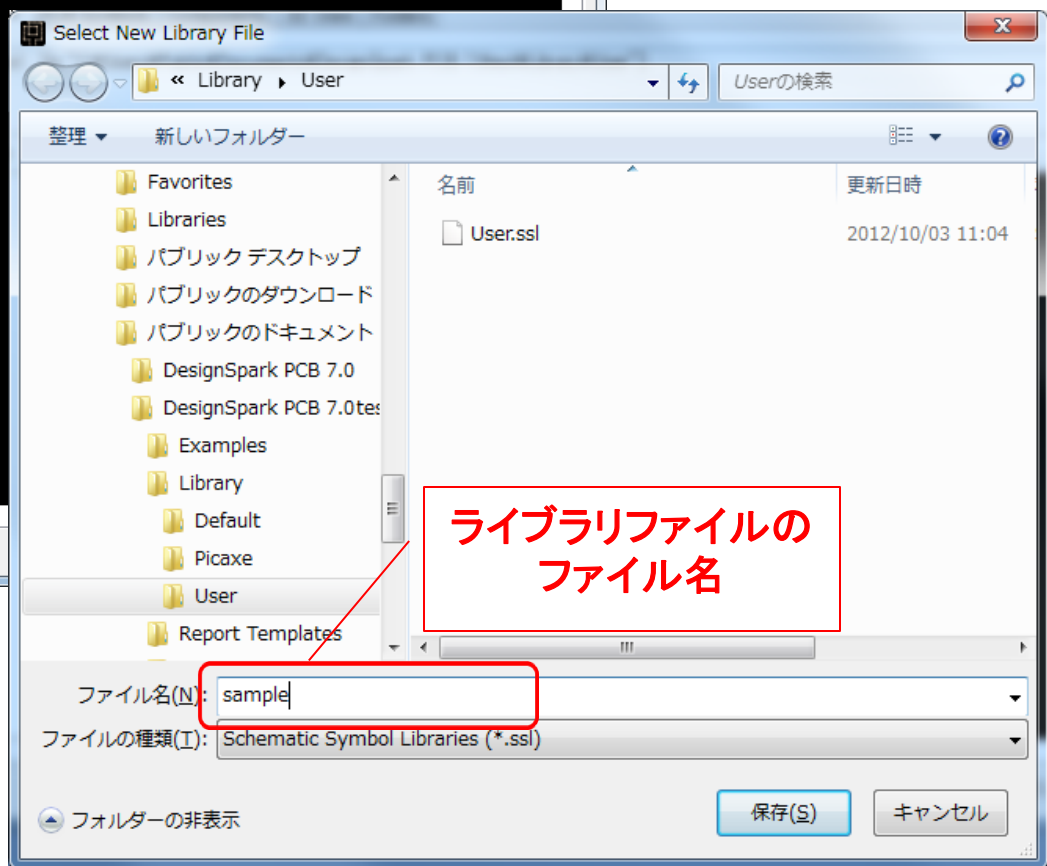 Select New Library File
« Library ▸ User
Userの検索
整理 ▼ 新しいフォルダー
Favorites
Libraries
パブリック デスクトップ
パブリックのダウンロード
パブリックのドキュメント
DesignSpark PCB 7.0
DesignSpark PCB 7.0tes
Examples
Library
Default
Picaxe
User
Report Templates
名前 更新日時
User.ssl 2012/10/03 11:04
ライブラリファイルの
ファイル名
ファイル名(N): sample
ファイルの種類(T): Schematic Symbol Libraries (*.ssl)
フォルダーの非表示
保存(S) キャンセル